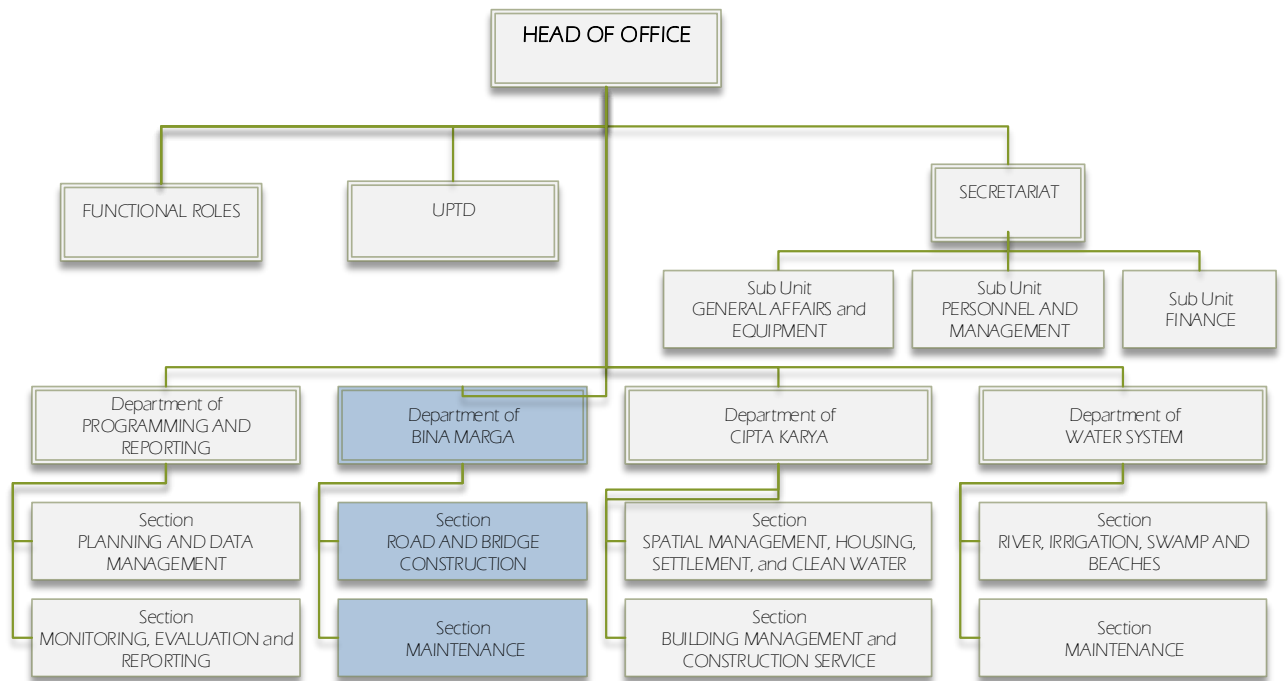 HEAD OF OFFICE
FUNCTIONAL ROLES
UPTD
SECRETARIAT
Sub Unit
GENERAL AFFAIRS and
EQUIPMENT
Sub Unit
PERSONNEL AND
MANAGEMENT
Sub Unit
FINANCE
Department of
PROGRAMMING AND
REPORTING
Department of
BINA MARGA
Department of
CIPTA KARYA
Department of
WATER SYSTEM
Section
PLANNING AND DATA
MANAGEMENT
Section
ROAD AND BRIDGE
CONSTRUCTION
Section
SPATIAL MANAGEMENT, HOUSING,
SETTLEMENT, and CLEAN WATER
Section
RIVER, IRRIGATION, SWAMP AND
BEACHES
Section
MONITORING, EVALUATION and
REPORTING
Section
MAINTENANCE
Section
BUILDING MANAGEMENT and
CONSTRUCTION SERVICE
Section
MAINTENANCE